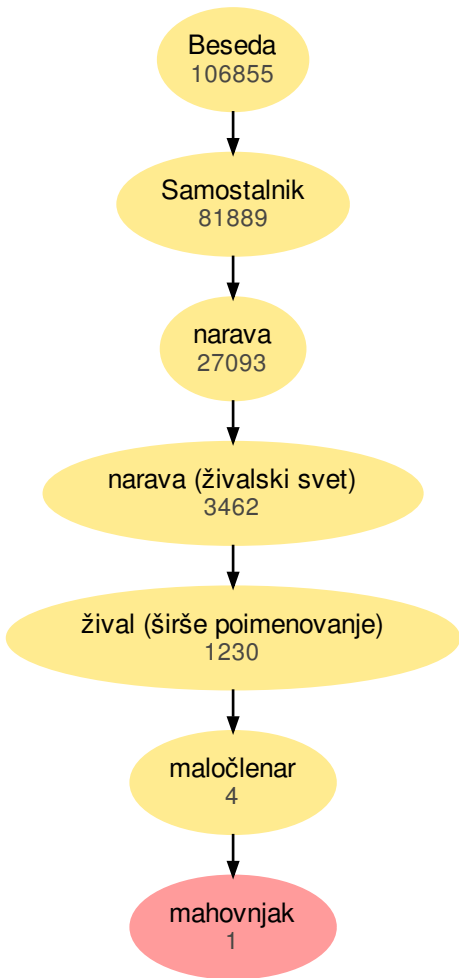 Beseda
106855
Samostalnik
81889
narava
27093
narava (živalski svet)
3462
žival (širše poimenovanje)
1230
maločlenar
4
mahovnjak
1